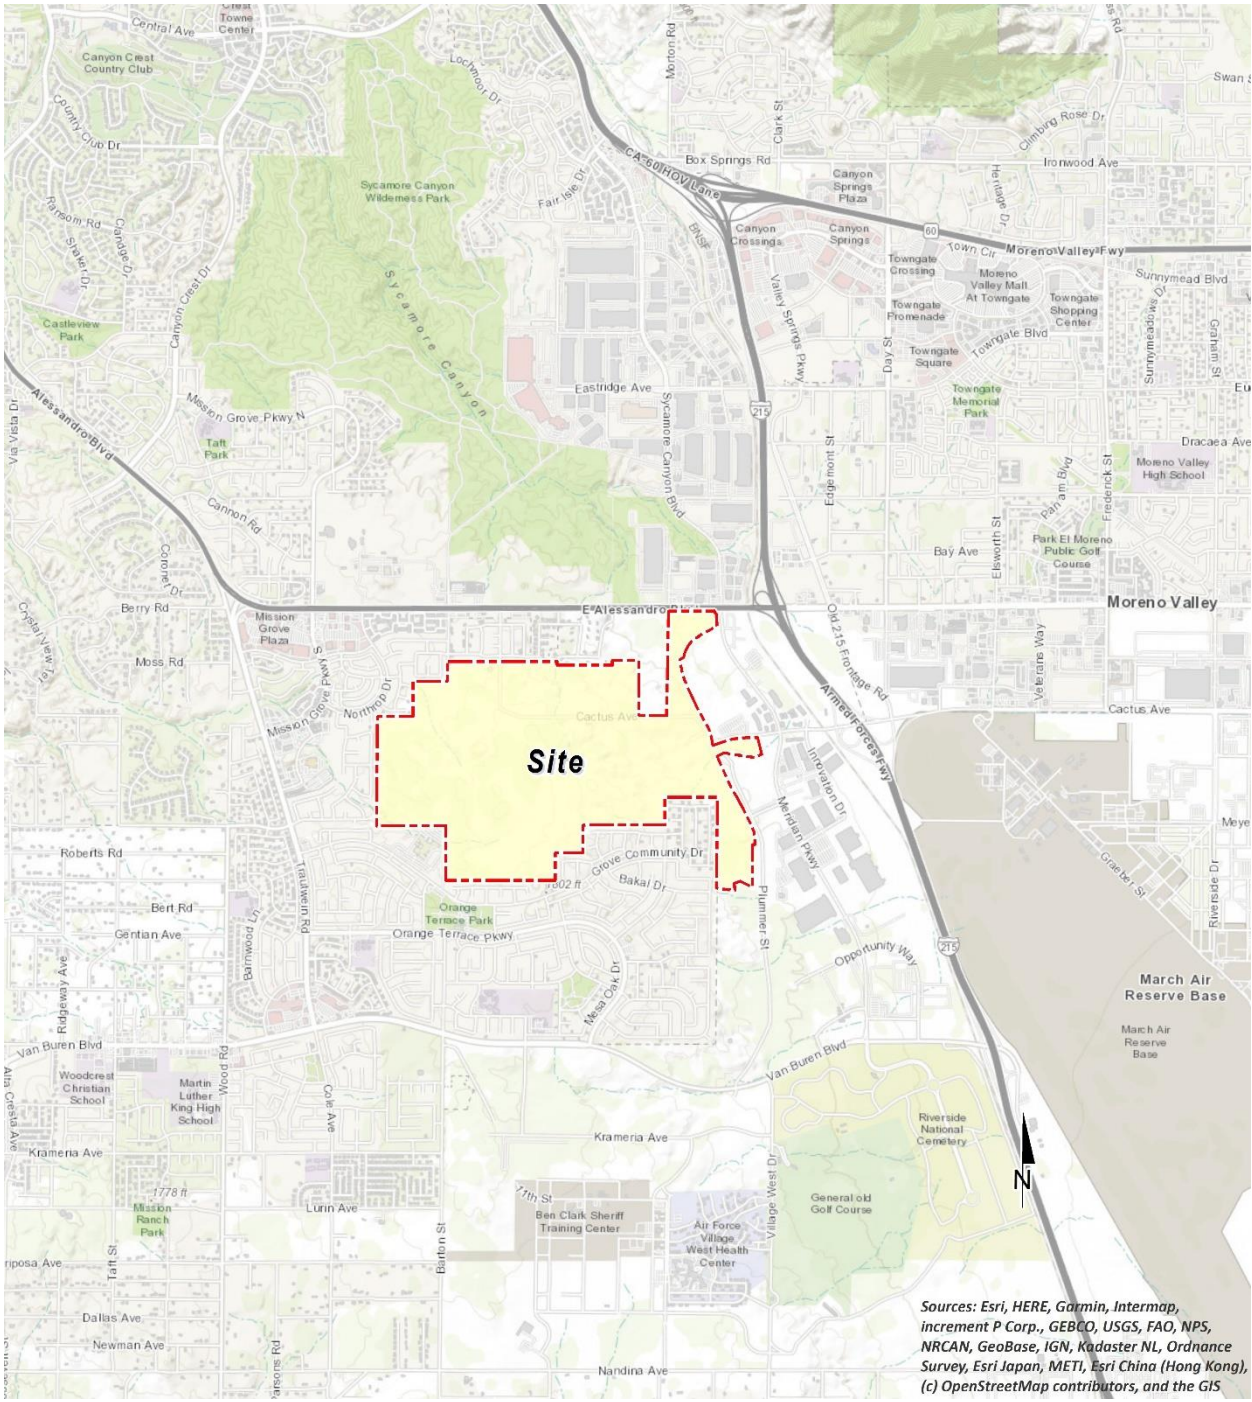 Crest
Towne
Center
Central Ave
Canyon Crest
Country Club
Country Club Dr
Lochmoor Dr
Morton Rd
Clark St
Swan S
Climbing Rose Dr
Ironwood Ave
Heritage Dr
Box Springs Rd
CA-60 HOV Lane
Canyon
Springs
Plaza
Sycamore Canyon
Wilderness Park
Fair Isle Dr
Ransom Rd
Shaker Dr
Glandge Dr
Canyon Crest Dr
BNSF
Canyon
Crossings
Canyon
Springs
60
Town Cir
Moreno Valley Fwy
Towngate
Crossing
Moreno
Valley Mall
At Towngate
Sunnymead Blvd
Valley Springs Pkwy
Towngate
Promenade
Towngate
Shopping
Center
Sunnymeadows Dr
Graham St
Sycamore Canyon
Castleview
Park
Day St
Towngate Blvd
Towngate
Square
Eastridge Ave
Eu
Via Vista Dr
Alessandro Blvd
Mission Grove Pkwy N
215
Towngate
Memorial
Park
Taft
Park
Sycamore Canyon Blvd
Edgemont St
Dracaea Ave
Moreno Valley
High School
Pan am Blvd
Frederick St
Cannon Rd
Elsworth St
Park El Moreno
Public Golf
Course
Bay Ave
Coronet Dr
Berry Rd
E Alessandro Bl
Moreno Valley
Crystal View Ter
Mission
Grove
Plaza
Old 215 Frontage Rd
Veterans Way
Moss Rd
Mission Grove Pkwy S
Northrop Dr
Armed Forces Fwy
Cactus Ave
Cactus Ave
Site
Innovation Dr
Meridian Pkwy
Meye
Roberts Rd
Trautwein Rd
Grove Community Dr
Graeber St
Riverside Dr
1602 ft
Bakal Dr
Bert Rd
Orange
Terrace Park
Plummer St
Gentian Ave
Barnwood Ln
Orange Terrace Pkwy
215
Opportunity Way
Ridgeway Ave
Mesa Oak Dr
March Air
Reserve Base
March Air
Reserve
Base
Van Buren Blvd
Van Buren Blvd
Alta Cresta Ave
Woodcrest
Christian
School
Martin
Luther
King High
School
Wood Rd
Cole Ave
Riverside
National
Cemetery
Krameria Ave
Krameria Ave
Village West Dr
N
1778 ft
Mission
Ranch
Park
Lurin Ave
11th St
Ben Clark Sheriff
Training Center
General old
Golf Course
Air Force
Village
West Health
Center
Taft St
Barton St
riposa Ave
Dallas Ave
Newman Ave
Parsons Rd
Nandina Ave
Sources: Esri, HERE, Garmin, Intermap,
increment P Corp., GEBCO, USGS, FAO, NPS,
NRCAN, GeoBase, IGN, Kadaster NL, Ordnance
Survey, Esri Japan, METI, Esri China (Hong Kong),
(c) OpenStreetMap contributors, and the GIS